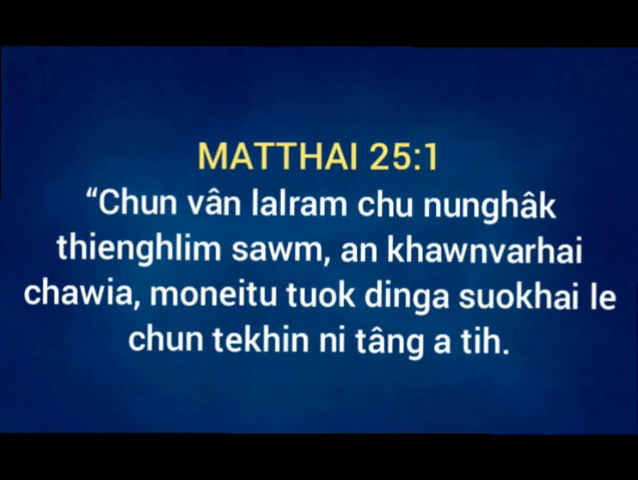 MATTHAI 25:1
“Chun vân lalram chu nunghâk
thienghlim sawm, an khawnvarhai
chawia, moneitu tuok dinga suokhai le
chun tekhin ni tâng a tih.